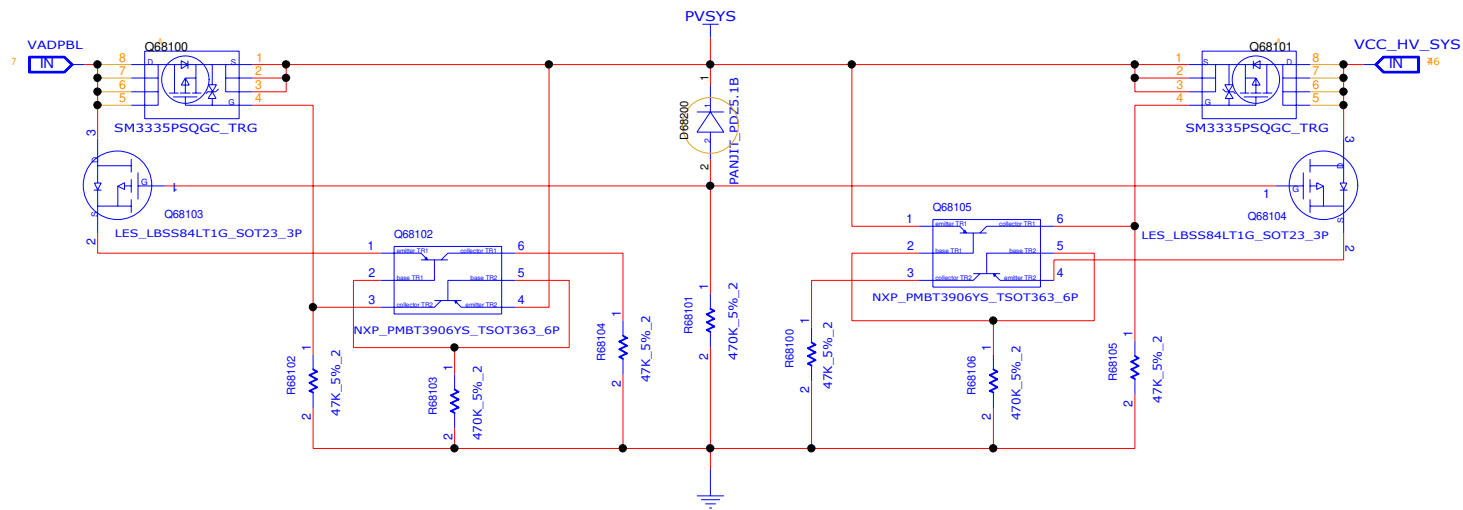 PVSYS
VADPBL
IN
7
Q68100
8
7
6
5
D
S
G
1
2
3
4
SM3335PSQGC_TRG
Q68101
VCC_HV_SYS
IN
1
2
3
4
S
G
D
8
7
6
5
SM3335PSQGC_TRG
1
1
2
2
D68200
PANJIT_PDZ5.1B
3
D
G
S
1
2
Q68103
LES_LBSS84LT1G_SOT23_3P
3
D
G
S
1
2
Q68104
LES_LBSS84LT1G_SOT23_3P
Q68102
1
2
3
emitter TR1
collector TR1
base TR1
base TR2
collector TR2
emitter TR2
6
5
4
NXP_PMBT3906YS_TSOT363_6P
Q68105
1
2
3
emitter TR1
collector TR1
base TR1
base TR2
collector TR2
emitter TR2
6
5
4
NXP_PMBT3906YS_TSOT363_6P
R68102
1
2
47K_5%_2
R68103
1
2
470K_5%_2
R68104
1
2
47K_5%_2
R68101
1
2
470K_5%_2
R68100
1
2
47K_5%_2
R68106
1
2
470K_5%_2
R68105
1
2
47K_5%_2